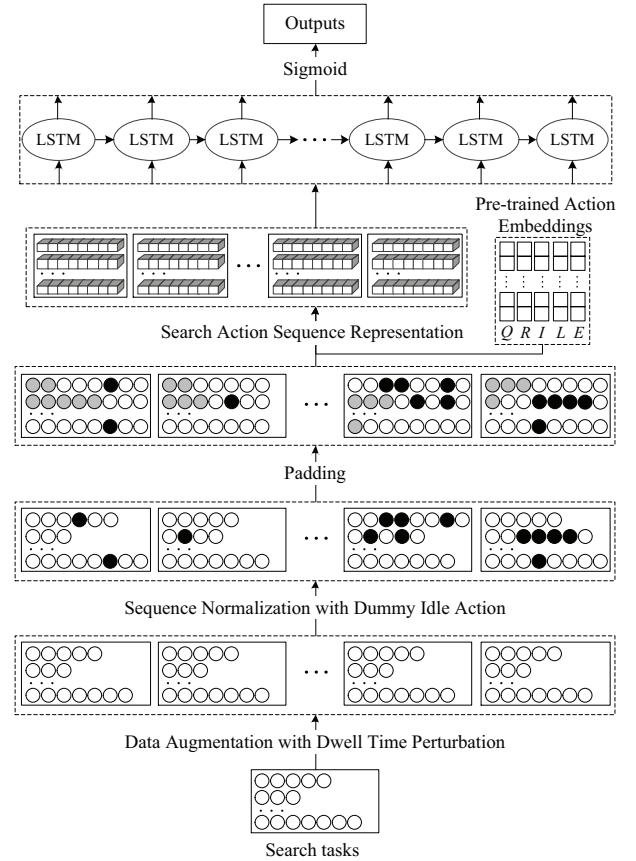 Outputs
Sigmoid
LSTM LSTM LSTM ... LSTM LSTM LSTM
Pre-trained Action
Embeddings
Q R I L E
Search Action Sequence Representation
Padding
Sequence Normalization with Dummy Idle Action
Data Augmentation with Dwell Time Perturbation
Search tasks